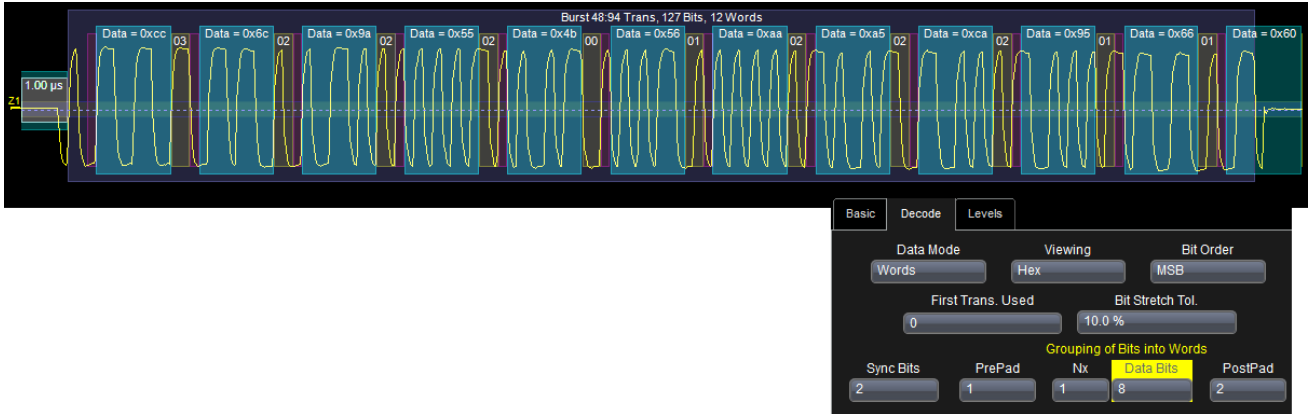 Burst 48:94 Trans, 127 Bits, 12 Words
Data = 0xcc 03 Data = 0x6c 02 Data = 0x9a 02 Data = 0x55 02 Data = 0x4b 00 Data = 0x56 01 Data = 0xaa 02 Data = 0xa5 02 Data = 0xca 02 Data = 0x95 01 Data = 0x66 01 Data = 0x60
1.00 µs
Z1
Basic Decode Levels
Data Mode Viewing Bit Order
Words Hex MSB
First Trans. Used Bit Stretch Tol.
0 10.0 %
Grouping of Bits into Words
Sync Bits PrePad Nx Data Bits PostPad
2 1 1 8 2